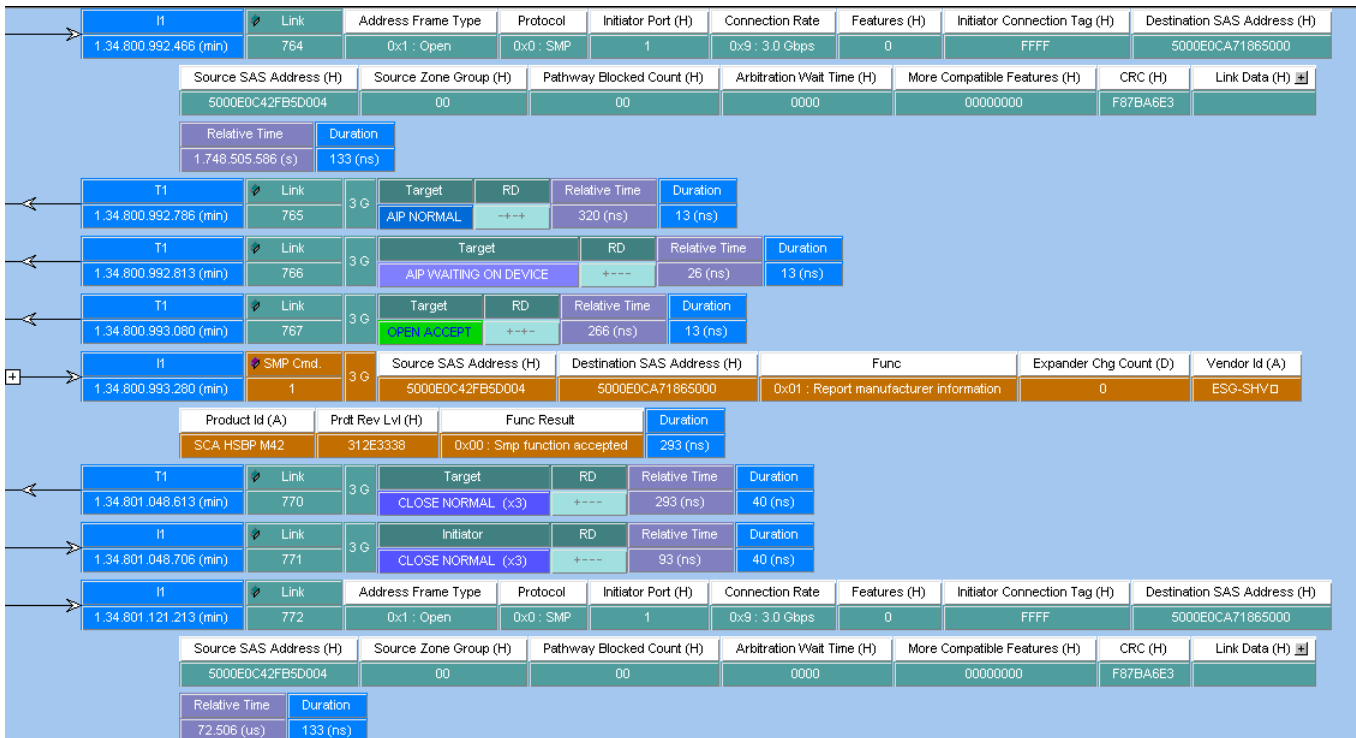 I1 Link Address Frame Type Protocol Initiator Port (H) Connection Rate Features (H) Initiator Connection Tag (H) Destination SAS Address (H)
1.34.800.992.466 (min) 764 0x1 : Open 0x0 : SMP 1 0x9 : 3.0 Gbps 0 FFFF 5000E0CA71865000
Source SAS Address (H) Source Zone Group (H) Pathway Blocked Count (H) Arbitration Wait Time (H) More Compatible Features (H) CRC (H) Link Data (H)
5000E0C42FB5D004 00 00 0000 00000000 F87BA6E3
Relative Time Duration
1.748.505.586 (s) 133 (ns)
T1 Link 3 G Target RD Relative Time Duration
1.34.800.992.786 (min) 765 AIP NORMAL -+-+ 320 (ns) 13 (ns)
T1 Link 3 G Target RD Relative Time Duration
1.34.800.992.813 (min) 766 AIP WAITING ON DEVICE +--- 26 (ns) 13 (ns)
T1 Link 3 G Target RD Relative Time Duration
1.34.800.993.080 (min) 767 OPEN ACCEPT +-+- 266 (ns) 13 (ns)
I1 SMP Cmd. 3 G Source SAS Address (H) Destination SAS Address (H) Func Expander Chg Count (D) Vendor Id (A)
1.34.800.993.280 (min) 1 5000E0C42FB5D004 5000E0CA71865000 0x01 : Report manufacturer information 0 ESG-SHV□
Product Id (A) Prdt Rev Lvl (H) Func Result Duration
SCA HSBP M42 312E3338 0x00 : Smp function accepted 293 (ns)
T1 Link 3 G Target RD Relative Time Duration
1.34.801.048.613 (min) 770 CLOSE NORMAL (x3) +--- 293 (ns) 40 (ns)
I1 Link 3 G Initiator RD Relative Time Duration
1.34.801.048.706 (min) 771 CLOSE NORMAL (x3) +--- 93 (ns) 40 (ns)
I1 Link Address Frame Type Protocol Initiator Port (H) Connection Rate Features (H) Initiator Connection Tag (H) Destination SAS Address (H)
1.34.801.121.213 (min) 772 0x1 : Open 0x0 : SMP 1 0x9 : 3.0 Gbps 0 FFFF 5000E0CA71865000
Source SAS Address (H) Source Zone Group (H) Pathway Blocked Count (H) Arbitration Wait Time (H) More Compatible Features (H) CRC (H) Link Data (H)
5000E0C42FB5D004 00 00 0000 00000000 F87BA6E3
Relative Time Duration
72.506 (us) 133 (ns)